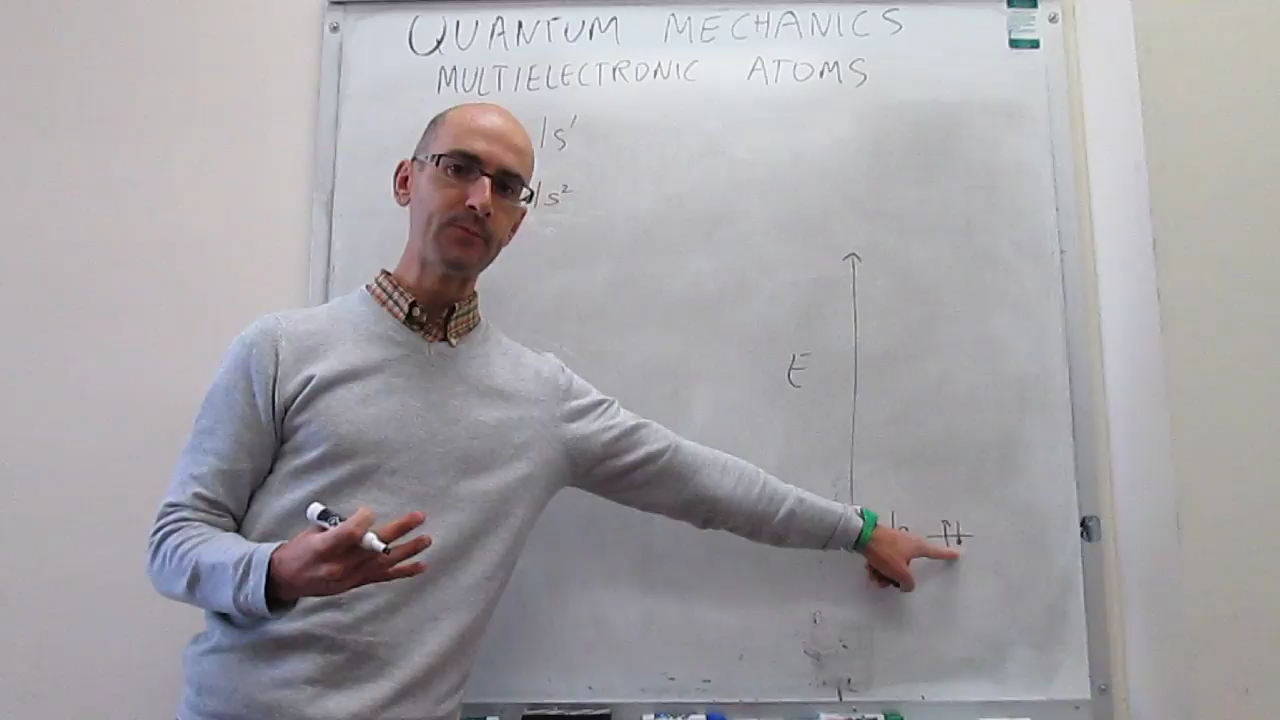 QUANTUM MECHANICS
MULTIELECTRONIC ATOMS
1s¹
1s²
E